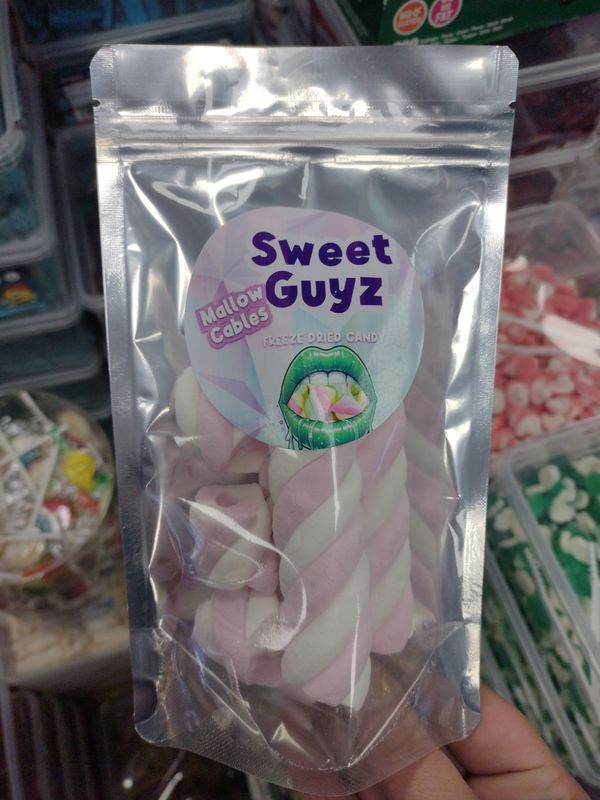 Sweet
Guyz
Mallow
Cables
FREEZE DRIED CANDY